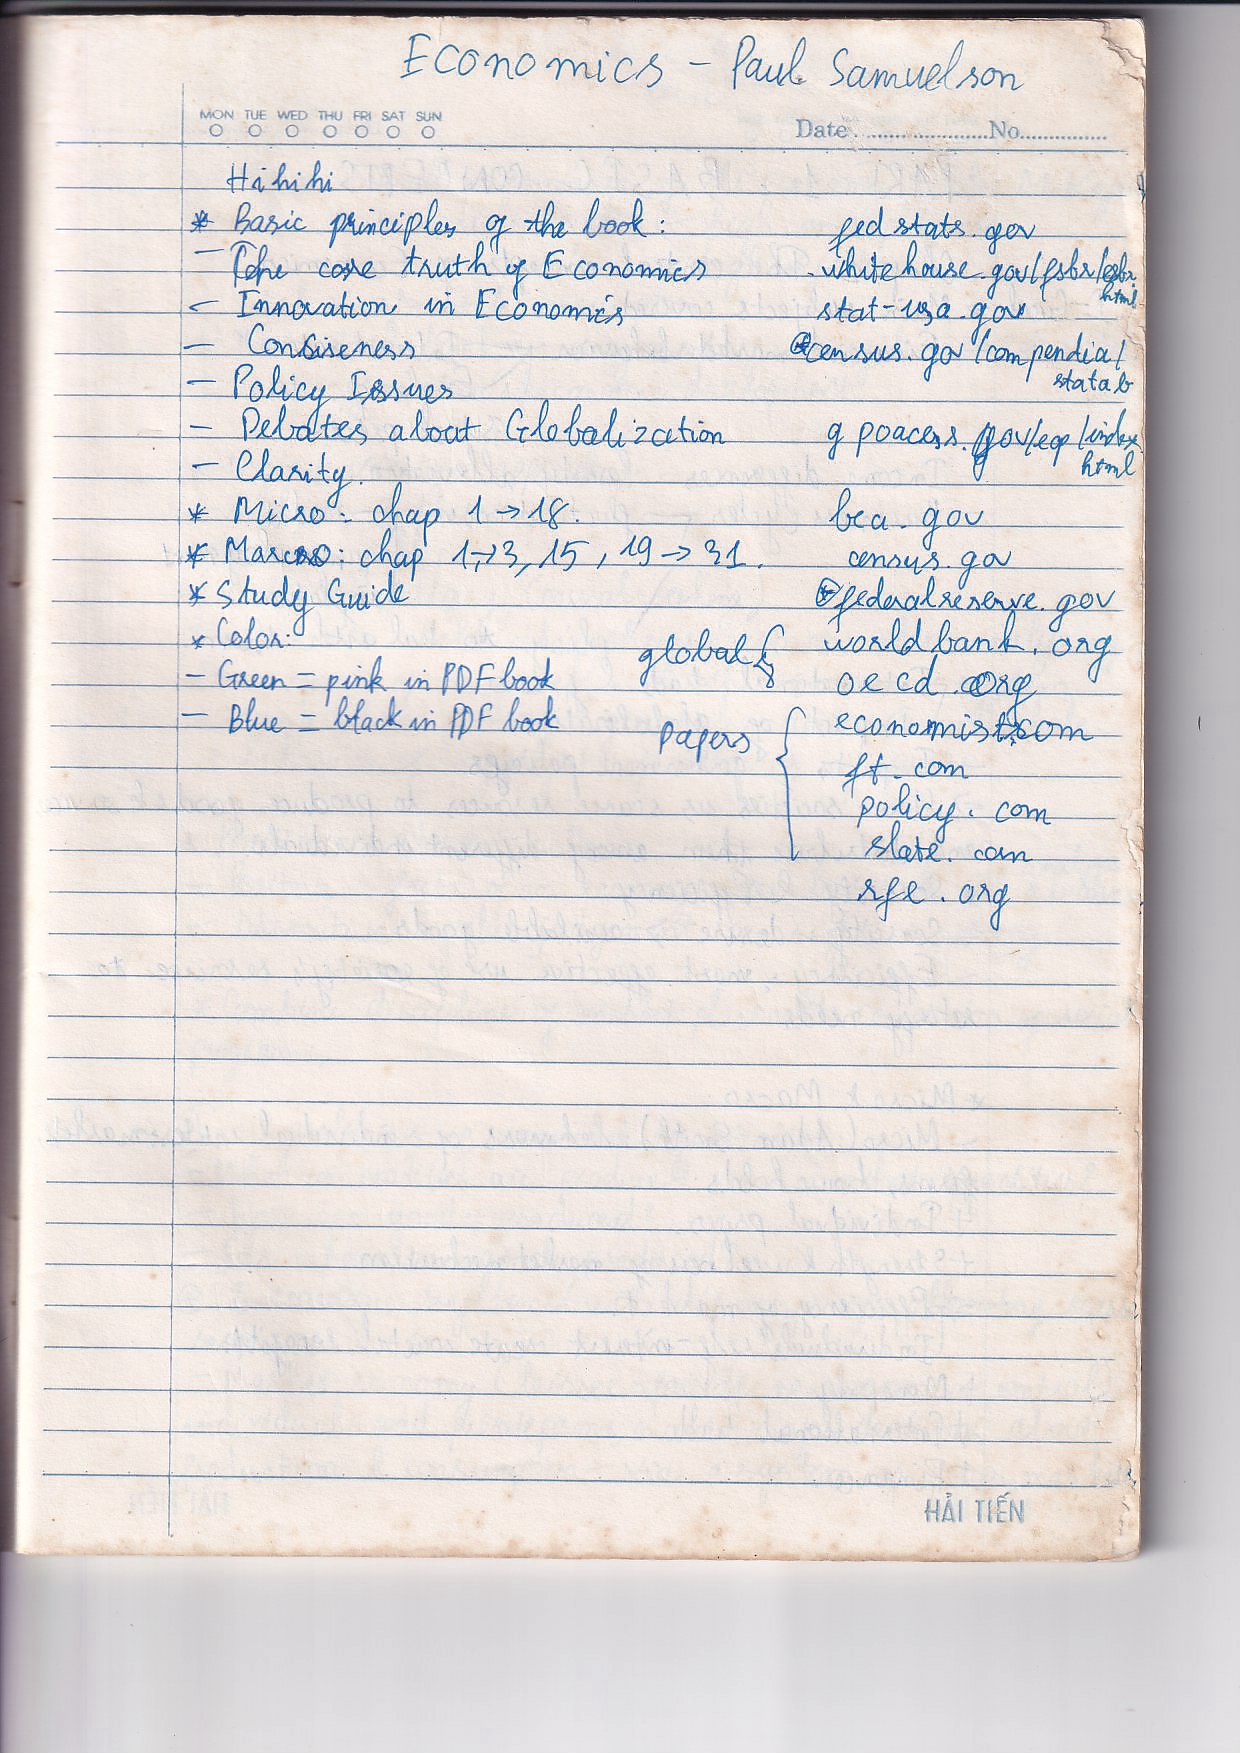 Economics - Paul Samuelson
MON TUE WED THU FRI SAT SUN
Date ..................... No...............
Hihihi
* Basic principles of the book :
fedstats.gov
- The core truth of Economics
- whitehouse.gov/fsbr/esbr.
html
- Innovation in Economics
stat-usa.gov
- Consiseness
census.gov/compendia/
statab
- Policy Issues
- Debates about Globalization
gpoacess.gov/eop/index.
html
- Clarity.
* Micro : chap 1 → 18.
bea.gov
* Marcro : chap 1→3, 15, 19 → 31.
census.gov
* Study Guide
federalreserve.gov
* Color:
global {
worldbank.org
- Green = pink in PDF book
oecd.org
- Blue = black in PDF book
Papers {
economist.com
ft.com
policy.com
slate.com
rfe.org
HẢI TIẾN